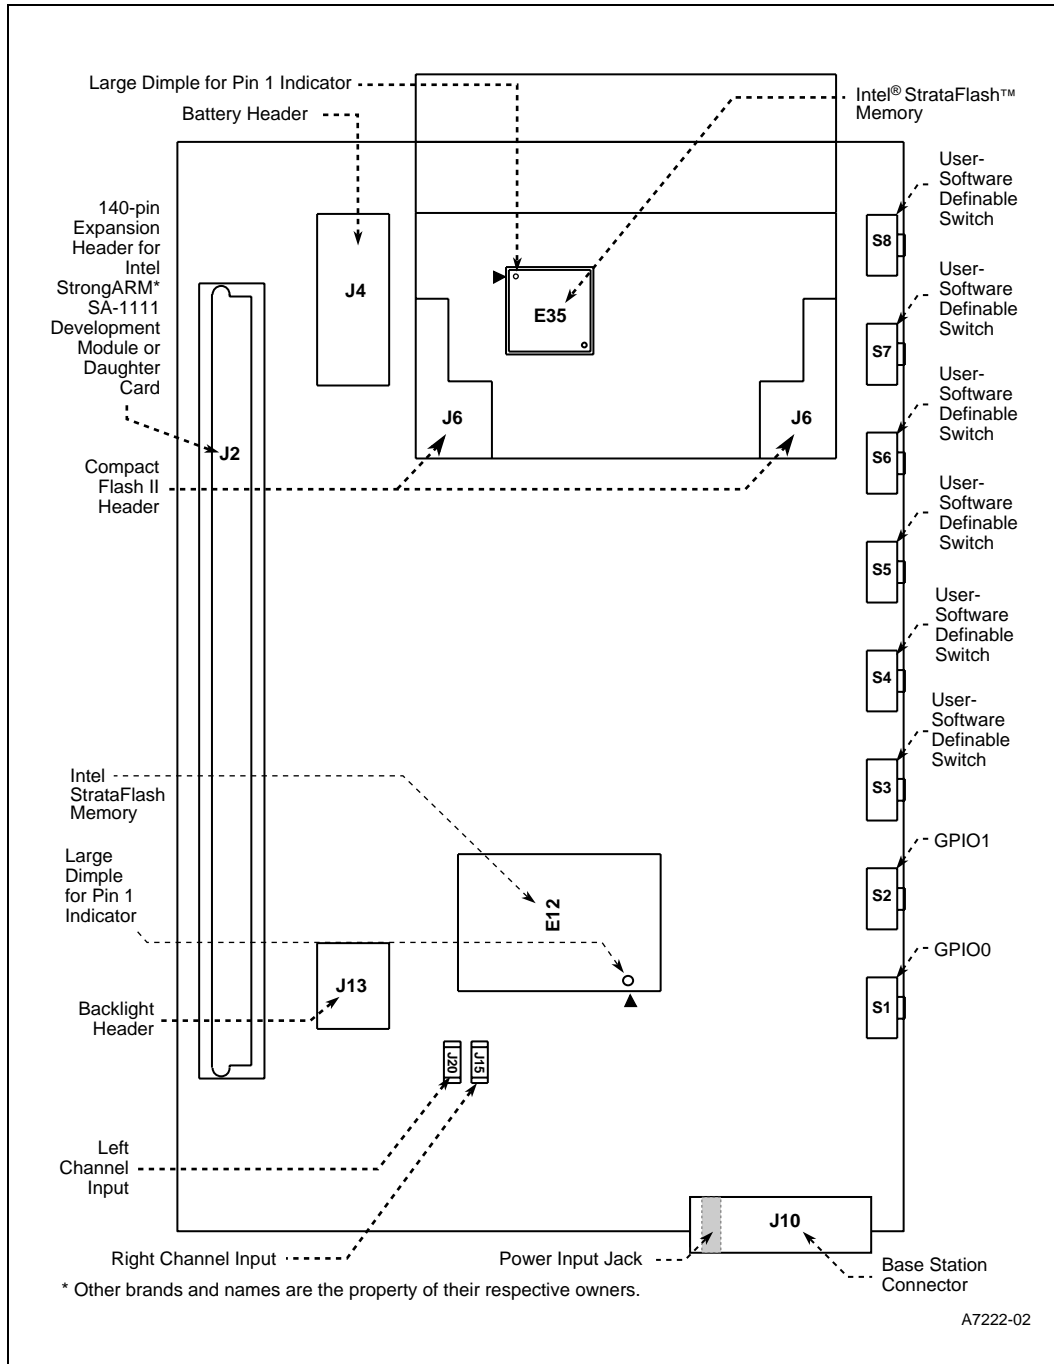 Large Dimple for Pin 1 Indicator
Battery Header
Intel® StrataFlash™
Memory
140-pin
Expansion
Header for
Intel
StrongARM*
SA-1111
Development
Module or
Daughter
Card
J4
E35
J6
J6
J2
Compact
Flash II
Header
User-
Software
Definable
Switch
S8
User-
Software
Definable
Switch
S7
User-
Software
Definable
Switch
S6
User-
Software
Definable
Switch
S5
User-
Software
Definable
Switch
S4
User-
Software
Definable
Switch
S3
GPIO1
S2
GPIO0
S1
Intel
StrataFlash
Memory
Large
Dimple
for Pin 1
Indicator
E12
J13
Backlight
Header
J20
J15
Left
Channel
Input
J10
Right Channel Input
Power Input Jack
Base Station
Connector
* Other brands and names are the property of their respective owners.
A7222-02